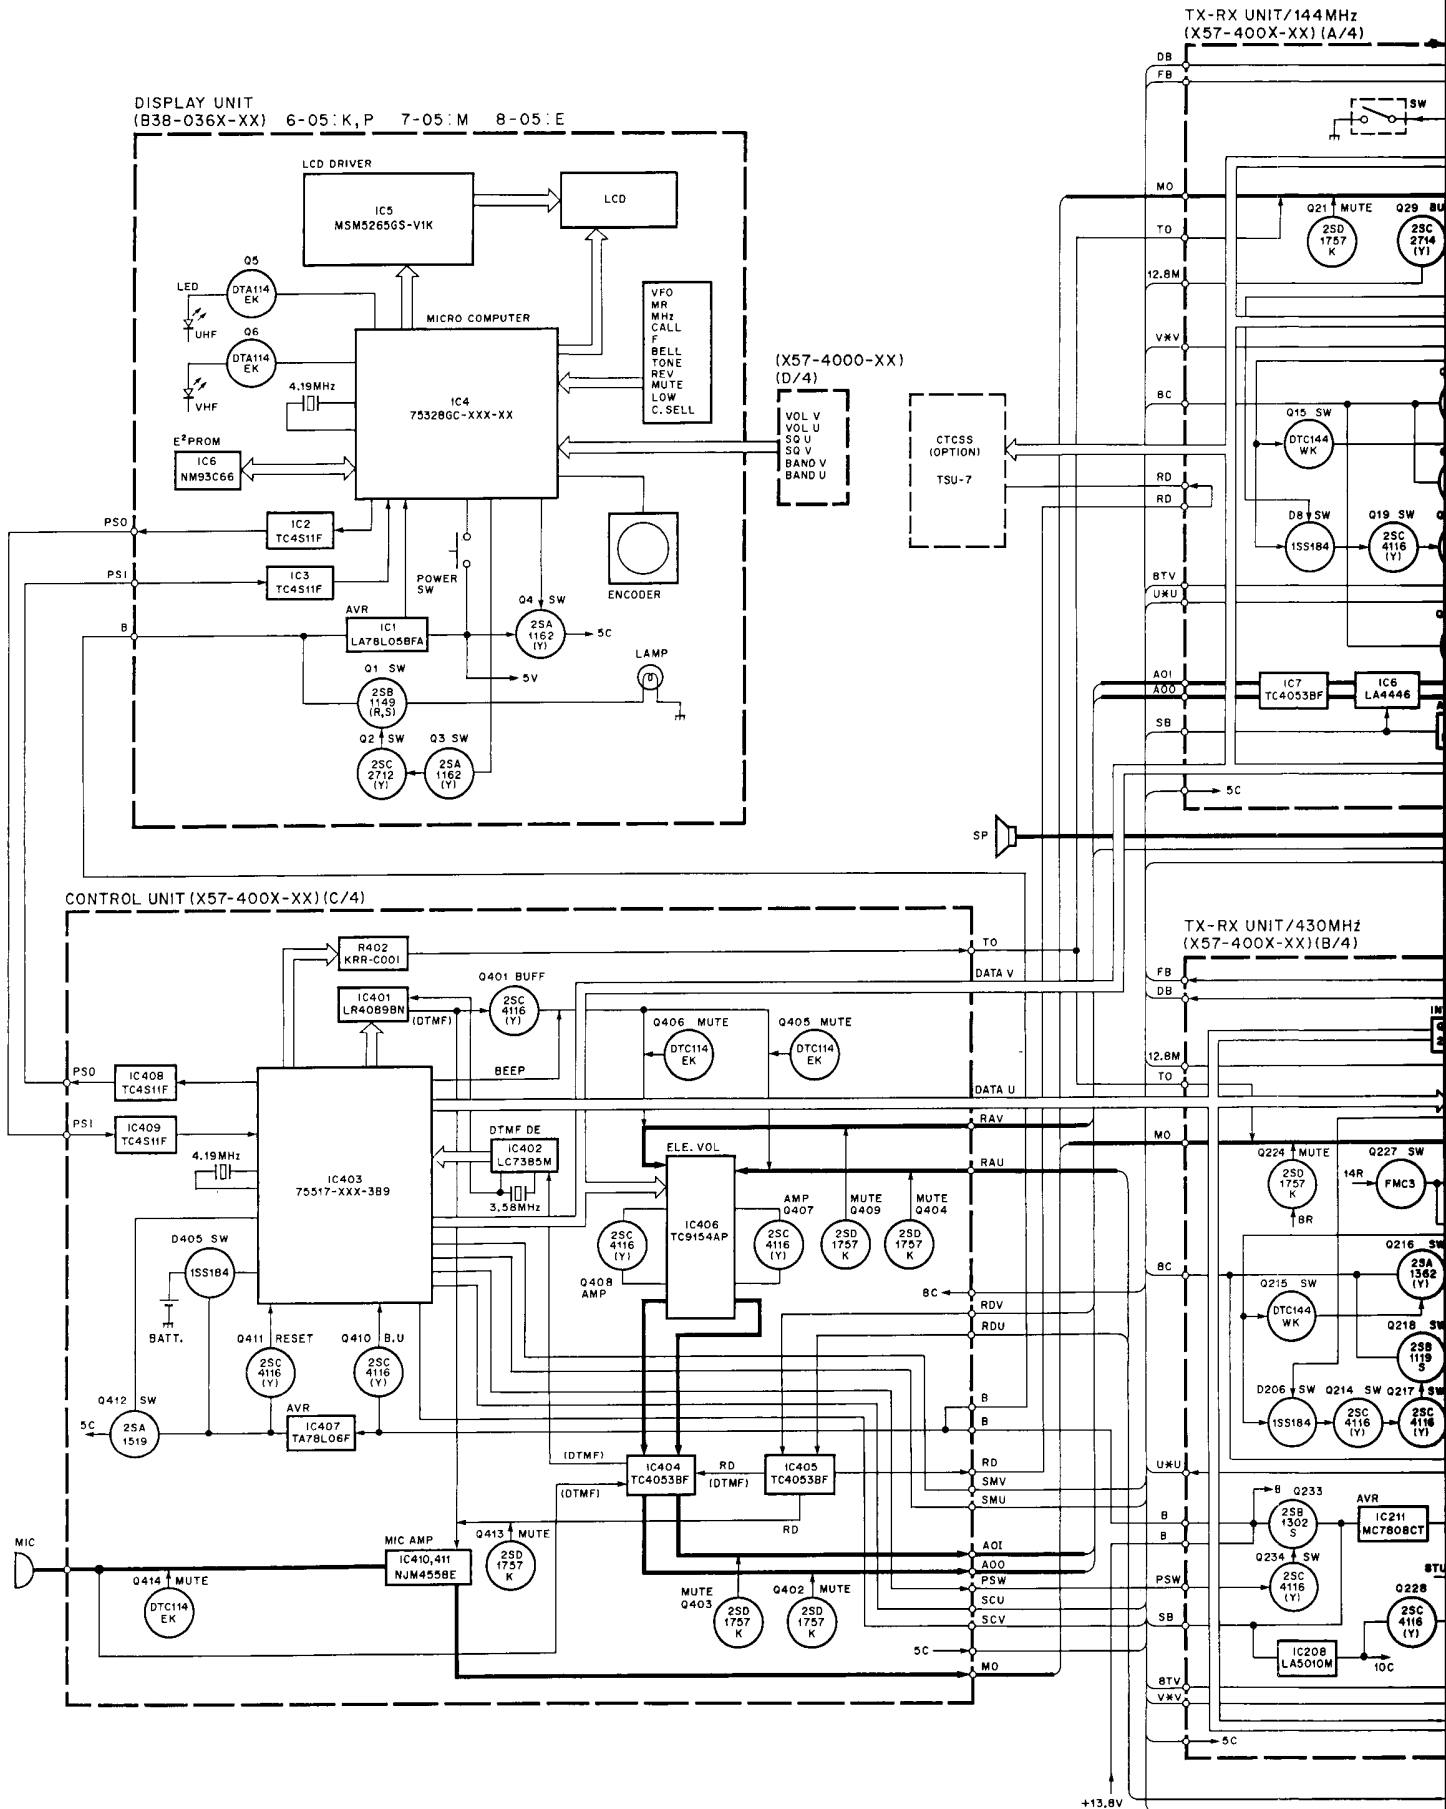 TX-RX UNIT/144MHz
(X57-400X-XX)(A/4)
DB
FB
SW
MO
Q21 MUTE
2SD
1757
K
Q29 BU
2SC
2714
(Y)
TO
12.8M
V*V
BC
Q15 SW
DTC144
WK
RD
RD
D8 SW
1SS184
Q19 SW
2SC
4116
(Y)
BTV
U*U
AOI
AOO
IC7
TC4053BF
IC6
LA4446
SB
5C
DISPLAY UNIT
(B38-036X-XX) 6-05:K,P 7-05:M 8-05:E
LCD DRIVER
IC5
MSM5265GS-V1K
LCD
Q5
DTA114
EK
LED
UHF
Q6
DTA114
EK
VHF
MICRO COMPUTER
4.19MHz
IC4
75328GC-XXX-XX
VFO
MR
MHz
CALL
F
BELL
TONE
REV
MUTE
LOW
C.SELL
E²PROM
IC6
NM93C66
(X57-4000-XX)
(D/4)
VOL V
VOL U
SQ U
SQ V
BAND V
BAND U
CTCSS
(OPTION)
TSU-7
PSO
IC2
TC4S11F
PSI
IC3
TC4S11F
POWER
SW
ENCODER
B
AVR
IC1
LA78L05BFA
Q4 SW
2SA
1162
(Y)
5C
5V
LAMP
Q1 SW
2SB
1149
(R,S)
Q2 SW
2SC
2712
(Y)
Q3 SW
2SA
1162
(Y)
SP
CONTROL UNIT (X57-400X-XX)(C/4)
R402
KRR-C001
TO
DATA V
IC401
LR4089BN
(DTMF)
Q401 BUFF
2SC
4116
(Y)
Q406 MUTE
DTC114
EK
Q405 MUTE
DTC114
EK
BEEP
PSO
IC408
TC4S11F
DATA U
PSI
IC409
TC4S11F
RAV
4.19MHz
IC403
75517-XXX-3B9
DTMF DE
IC402
LC7385M
3.58MHz
ELE. VOL
IC406
TC9154AP
RAU
2SC
4116
(Y)
Q408
AMP
AMP
Q407
2SC
4116
(Y)
MUTE
Q409
2SD
1757
K
MUTE
Q404
2SD
1757
K
D405 SW
1SS184
BATT.
8C
RDV
RDU
Q411 RESET
2SC
4116
(Y)
Q410 B.U
2SC
4116
(Y)
Q412 SW
5C
2SA
1519
AVR
IC407
TA78L06F
B
B
(DTMF)
(DTMF)
IC404
TC4053BF
RD
(DTMF)
IC405
TC4053BF
RD
SMV
SMU
RD
MIC
MIC AMP
IC410,411
NJM4558E
Q413 MUTE
2SD
1757
K
AOI
AOO
PSW
SCU
SCV
Q414 MUTE
DTC114
EK
MUTE
Q403
2SD
1757
K
Q402 MUTE
2SD
1757
K
5C
MO
TX-RX UNIT/430MHz
(X57-400X-XX)(B/4)
FB
DB
12.8M
TO
MO
Q224 MUTE
2SD
1757
K
8R
Q227 SW
14R
FMC3
8C
Q216 SW
2SA
1362
(Y)
Q215 SW
DTC144
WK
Q218 SW
2SB
1119
S
D206 SW
1SS184
Q214 SW
2SC
4116
(Y)
Q217 SW
2SC
4116
(Y)
U*U
B
B
B
Q233
2SB
1302
S
AVR
IC211
MC7808CT
PSW
Q234 SW
2SC
4116
(Y)
SB
Q228
2SC
4116
(Y)
IC208
LA5010M
10C
8TV
V*V
5C
+13.8V